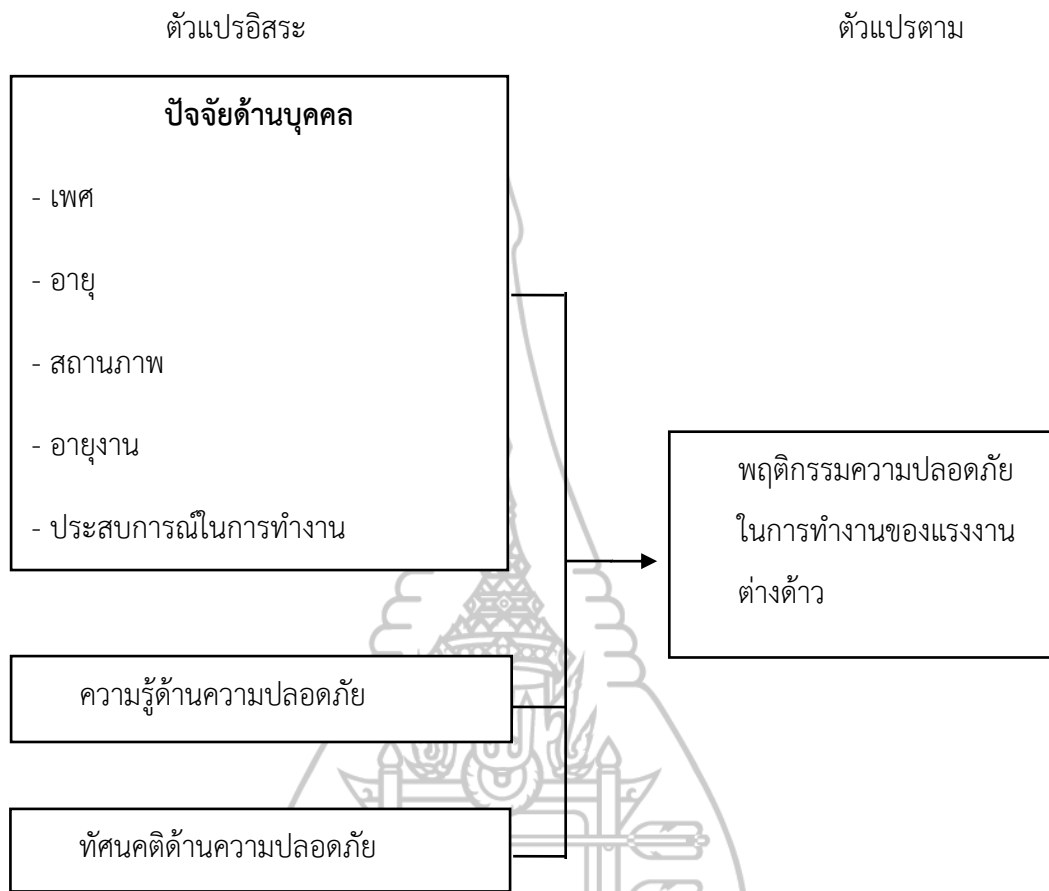 ตัวแปรอิสระ
ตัวแปรตาม
ปัจจัยด้านบุคคล
- เพศ
- อายุ
- สถานภาพ
- อายุงาน
- ประสบการณ์ในการทำงาน
พฤติกรรมความปลอดภัย
ในการทำงานของแรงงาน
ต่างด้าว
ความรู้ด้านความปลอดภัย
ทัศนคติด้านความปลอดภัย